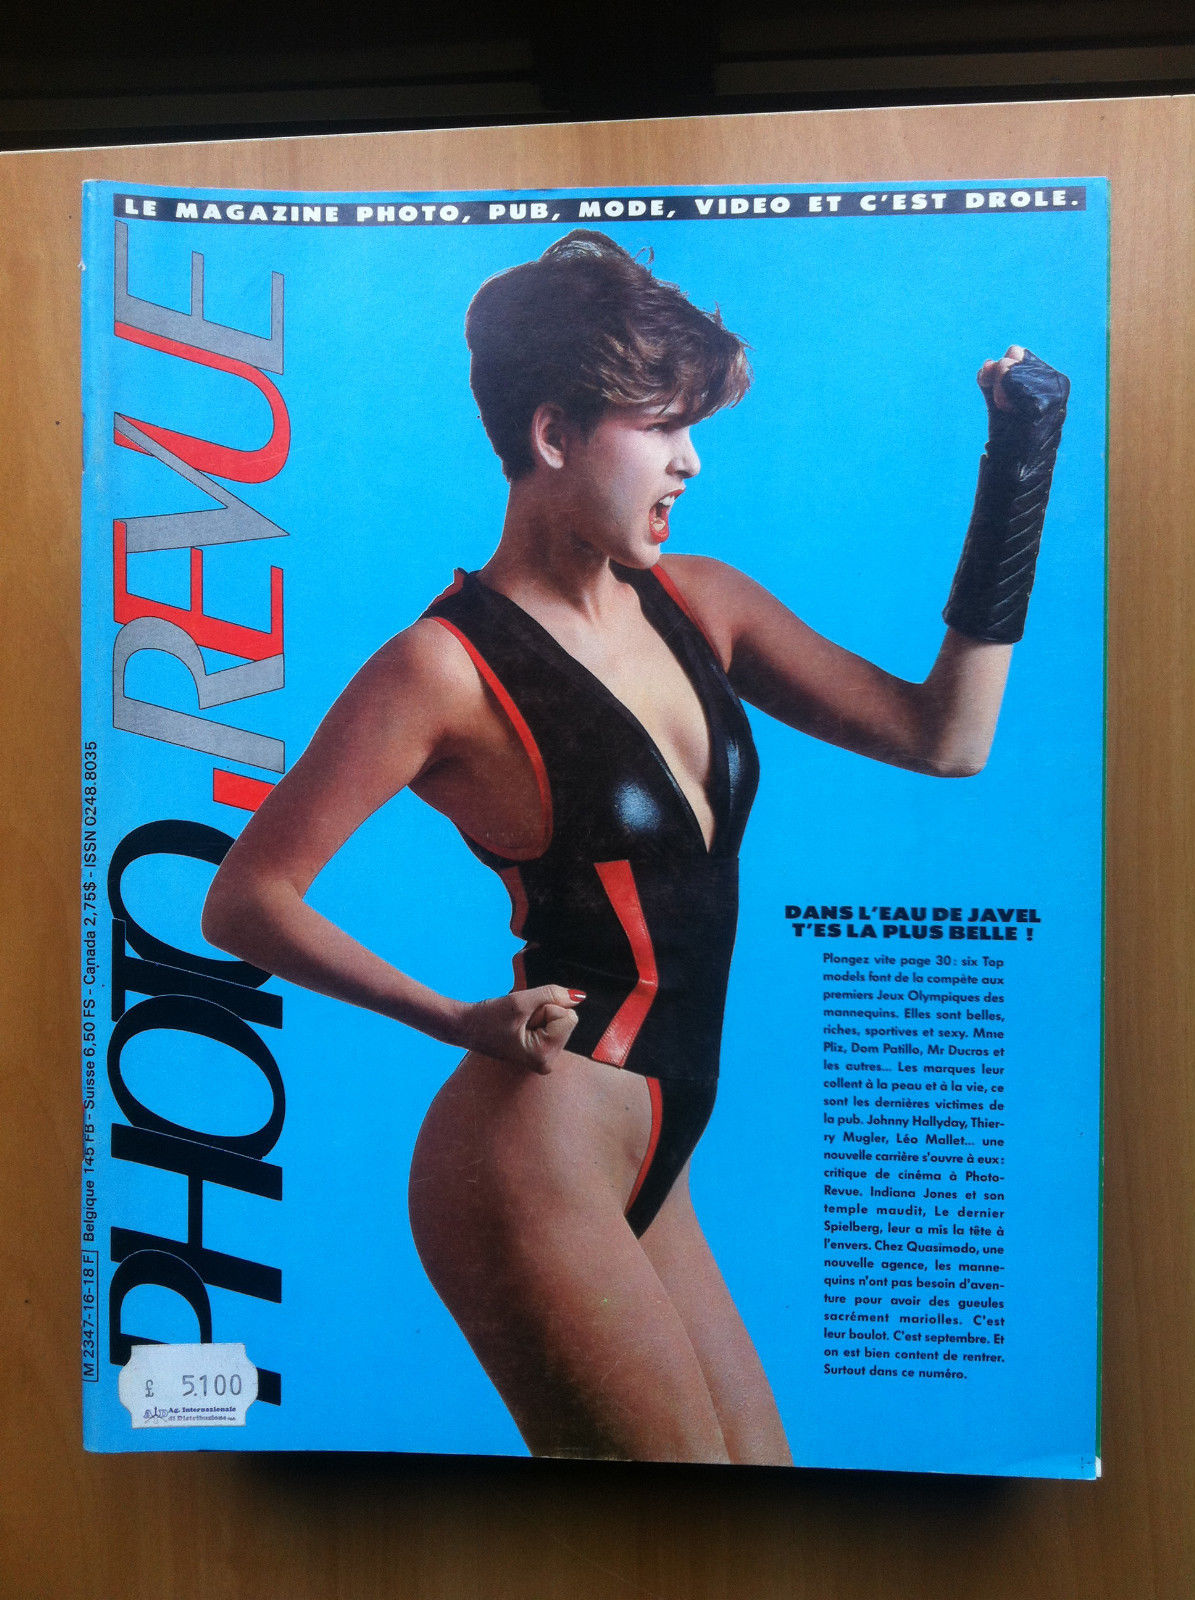 LE MAGAZINE PHOTO, PUB, MODE, VIDEO ET C'EST DROLE.
PHOTO.REVUE
M 2347-16-18 F Belgique 145 FB - Suisse 6,50 FS - Canada 2,75$ - ISSN 0248.8035
DANS L'EAU DE JAVEL
T'ES LA PLUS BELLE !
Plongez vite page 30 : six Top
models font de la compète aux
premiers Jeux Olympiques des
mannequins. Elles sont belles,
riches, sportives et sexy. Mme
Pliz, Dom Patillo, Mr Ducros et
les autres... Les marques leur
collent à la peau et à la vie, ce
sont les dernières victimes de
la pub. Johnny Hallyday, Thier-
ry Mugler, Léo Mallet... une
nouvelle carrière s'ouvre à eux :
critique de cinéma à Photo-
Revue. Indiana Jones et son
temple maudit, Le dernier
Spielberg, leur a mis la tête à
l'envers. Chez Quasimodo, une
nouvelle agence, les manne-
quins n'ont pas besoin d'aven-
ture pour avoir des gueules
sacrément mariolles. C'est
leur boulot. C'est septembre. Et
on est bien content de rentrer.
Surtout dans ce numéro.
£ 5.100
AID Ag. Internazionale
di Distribuzione